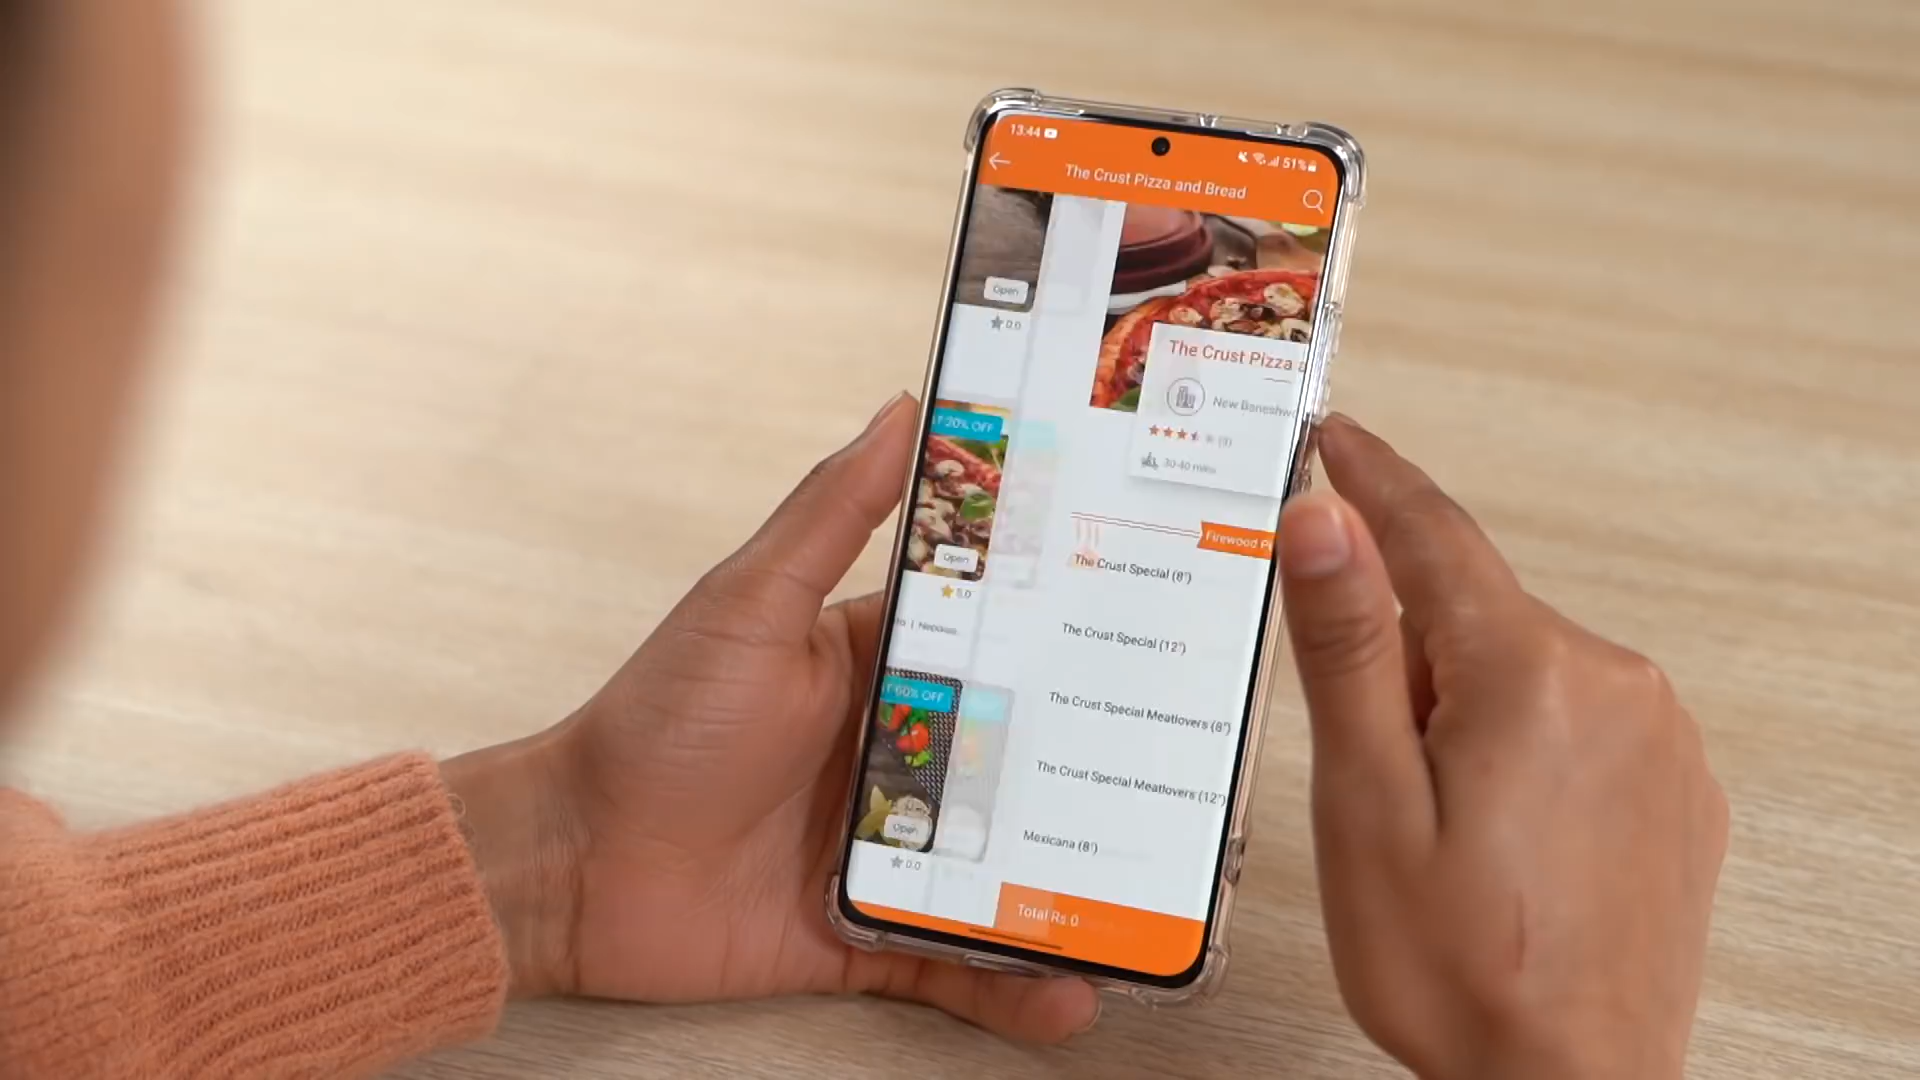 13:44
51%
The Crust Pizza and Bread
Open
0.0
20% OFF
Open
5.0
60% OFF
Open
0.0
The Crust Pizza a
New Baneshwo
(9)
30-40 mins
Firewood Pi
The Crust Special (8")
The Crust Special (12")
The Crust Special Meatlovers (8")
The Crust Special Meatlovers (12")
Mexicana (8")
Total Rs 0